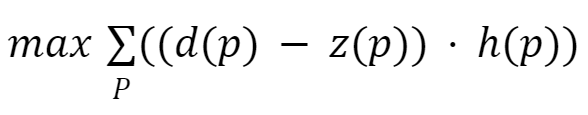 max ∑((d(p) − z(p)) · h(p))
P